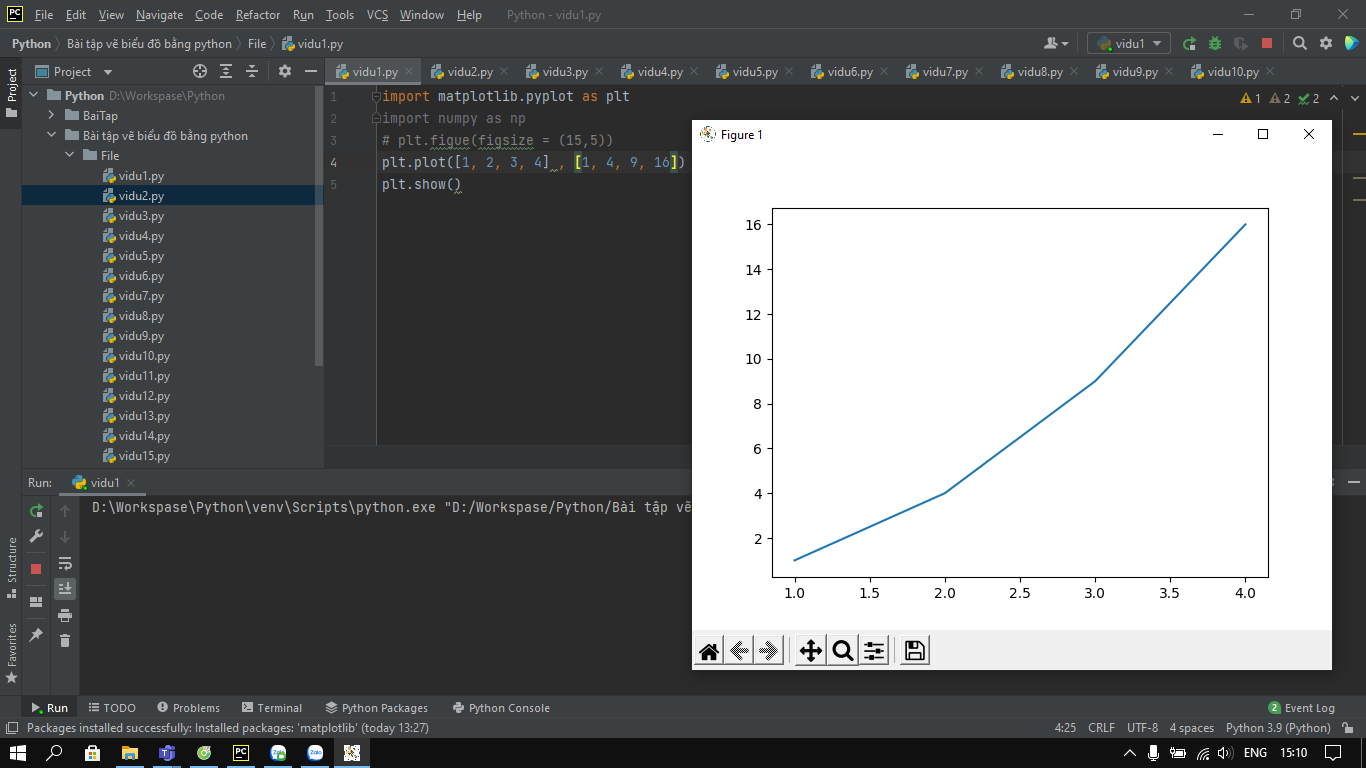 PC File Edit View Navigate Code Refactor Run Tools VCS Window Help Python - vidu1.py
Python Bài tập vẽ biểu đồ bằng python File vidu1.py vidu1
Project vidu1.py vidu2.py vidu3.py vidu4.py vidu5.py vidu6.py vidu7.py vidu8.py vidu9.py vidu10.py
Project
Python D:\Workspase\Python
BaiTap
Bài tập vẽ biểu đồ bằng python
File
vidu1.py
vidu2.py
vidu3.py
vidu4.py
vidu5.py
vidu6.py
vidu7.py
vidu8.py
vidu9.py
vidu10.py
vidu11.py
vidu12.py
vidu13.py
vidu14.py
vidu15.py
1 import matplotlib.pyplot as plt
2 import numpy as np
3 # plt.figue(figsize = (15,5))
4 plt.plot([1, 2, 3, 4] , [1, 4, 9, 16])
5 plt.show()
1 2 2
Figure 1
16
14
12
10
8
6
4
2
1.0 1.5 2.0 2.5 3.0 3.5 4.0
Run: vidu1
D:\Workspase\Python\venv\Scripts\python.exe "D:/Workspase/Python/Bài tập vẽ
Structure
Favorites
Run TODO Problems Terminal Python Packages Python Console 2 Event Log
Packages installed successfully: Installed packages: 'matplotlib' (today 13:27) 4:25 CRLF UTF-8 4 spaces Python 3.9 (Python)
PC Zalo Zalo ENG 15:10